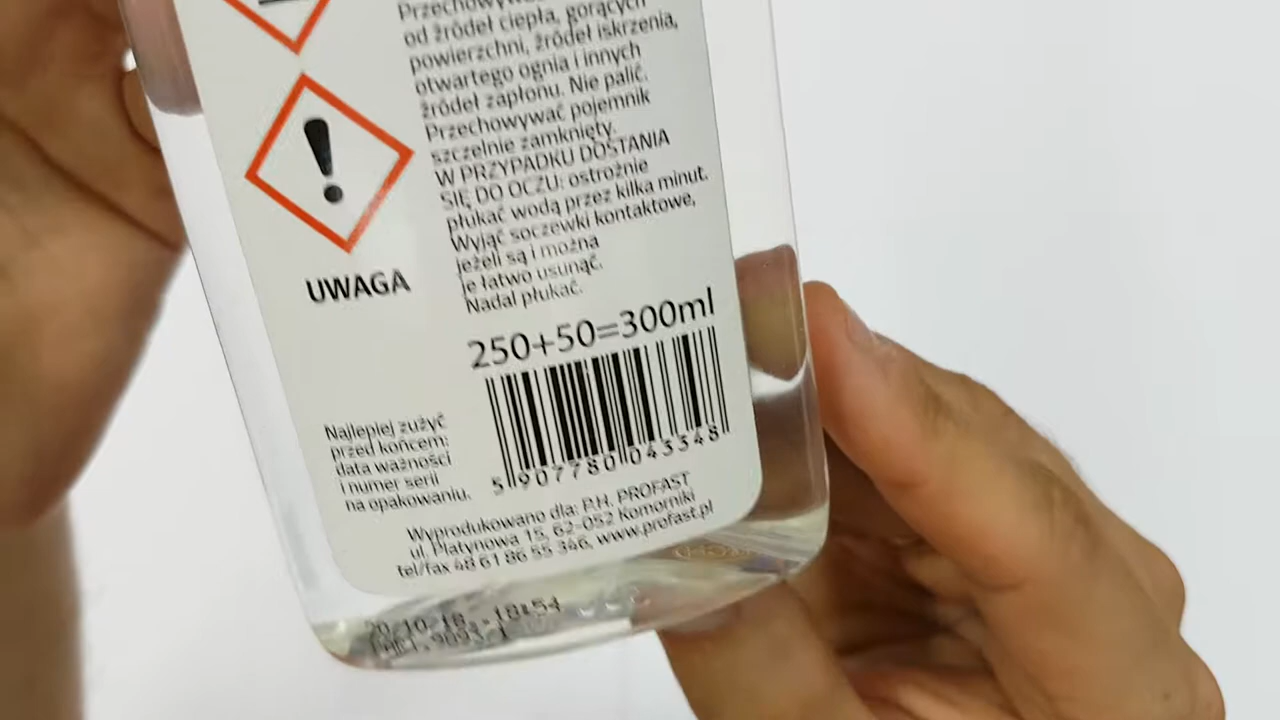 Przechowywać
od źródeł ciepła, gorących
powierzchni, źródeł iskrzenia,
otwartego ognia i innych
źródeł zapłonu. Nie palić.
Przechowywać pojemnik
szczelnie zamknięty.
W PRZYPADKU DOSTANIA
SIĘ DO OCZU: ostrożnie
płukać wodą przez kilka minut.
Wyjąć soczewki kontaktowe,
jeżeli są i można
je łatwo usunąć.
Nadal płukać.
UWAGA
250+50=300ml
5 907780 043348
Najlepiej zużyć
przed końcem:
data ważności
i numer serii
na opakowaniu.
Wyprodukowano dla: P.H. PROFAST
ul. Platynowa 15, 62-052 Komorniki
tel/fax 48 61 86 55 346, www.profast.pl
18:54